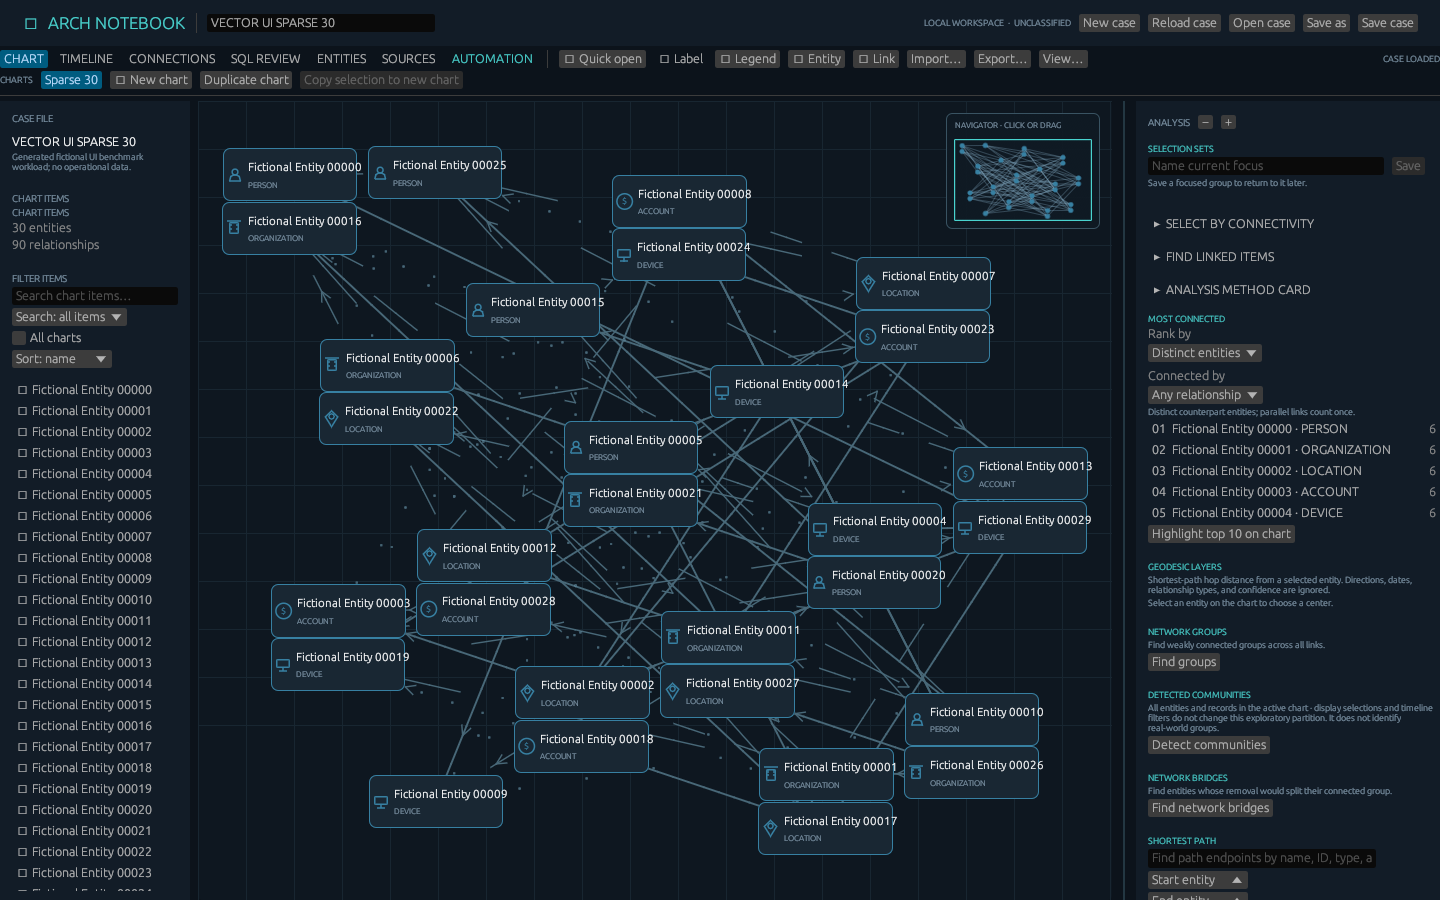 ARCH NOTEBOOK
VECTOR UI SPARSE 30
LOCAL WORKSPACE · UNCLASSIFIED
New case
Reload case
Open case
Save as
Save case
CHART
TIMELINE
CONNECTIONS
SQL REVIEW
ENTITIES
SOURCES
AUTOMATION
Quick open
Label
Legend
Entity
Link
Import...
Export...
View...
CASE LOADED
CHARTS
Sparse 30
New chart
Duplicate chart
Copy selection to new chart
CASE FILE
VECTOR UI SPARSE 30
Generated fictional UI benchmark
workload; no operational data.
CHART ITEMS
CHART ITEMS
30 entities
90 relationships
FILTER ITEMS
Search chart items...
Search: all items
All charts
Sort: name
Fictional Entity 00000
Fictional Entity 00001
Fictional Entity 00002
Fictional Entity 00003
Fictional Entity 00004
Fictional Entity 00005
Fictional Entity 00006
Fictional Entity 00007
Fictional Entity 00008
Fictional Entity 00009
Fictional Entity 00010
Fictional Entity 00011
Fictional Entity 00012
Fictional Entity 00013
Fictional Entity 00014
Fictional Entity 00015
Fictional Entity 00016
Fictional Entity 00017
Fictional Entity 00018
Fictional Entity 00019
Fictional Entity 00020
Fictional Entity 00021
Fictional Entity 00022
Fictional Entity 00023
Fictional Entity 00000
PERSON
Fictional Entity 00025
PERSON
Fictional Entity 00016
ORGANIZATION
Fictional Entity 00008
ACCOUNT
Fictional Entity 00024
DEVICE
Fictional Entity 00007
LOCATION
Fictional Entity 00015
PERSON
Fictional Entity 00023
ACCOUNT
Fictional Entity 00006
ORGANIZATION
Fictional Entity 00014
DEVICE
Fictional Entity 00022
LOCATION
Fictional Entity 00005
PERSON
Fictional Entity 00013
ACCOUNT
Fictional Entity 00021
ORGANIZATION
Fictional Entity 00004
DEVICE
Fictional Entity 00029
DEVICE
Fictional Entity 00012
LOCATION
Fictional Entity 00020
PERSON
Fictional Entity 00003
ACCOUNT
Fictional Entity 00028
ACCOUNT
Fictional Entity 00011
ORGANIZATION
Fictional Entity 00019
DEVICE
Fictional Entity 00002
LOCATION
Fictional Entity 00027
LOCATION
Fictional Entity 00010
PERSON
Fictional Entity 00018
ACCOUNT
Fictional Entity 00001
ORGANIZATION
Fictional Entity 00026
ORGANIZATION
Fictional Entity 00009
DEVICE
Fictional Entity 00017
LOCATION
NAVIGATOR · CLICK OR DRAG
ANALYSIS
−
+
SELECTION SETS
Name current focus
Save
Save a focused group to return to it later.
SELECT BY CONNECTIVITY
FIND LINKED ITEMS
ANALYSIS METHOD CARD
MOST CONNECTED
Rank by
Distinct entities
Connected by
Any relationship
Distinct counterpart entities; parallel links count once.
01 Fictional Entity 00000 · PERSON 6
02 Fictional Entity 00001 · ORGANIZATION 6
03 Fictional Entity 00002 · LOCATION 6
04 Fictional Entity 00003 · ACCOUNT 6
05 Fictional Entity 00004 · DEVICE 6
Highlight top 10 on chart
GEODESIC LAYERS
Shortest-path hop distance from a selected entity. Directions, dates,
relationship types, and confidence are ignored.
Select an entity on the chart to choose a center.
NETWORK GROUPS
Find weakly connected groups across all links.
Find groups
DETECTED COMMUNITIES
All entities and records in the active chart · display selections and timeline
filters do not change this exploratory partition. It does not identify
real-world groups.
Detect communities
NETWORK BRIDGES
Find entities whose removal would split their connected group.
Find network bridges
SHORTEST PATH
Find path endpoints by name, ID, type, a
Start entity